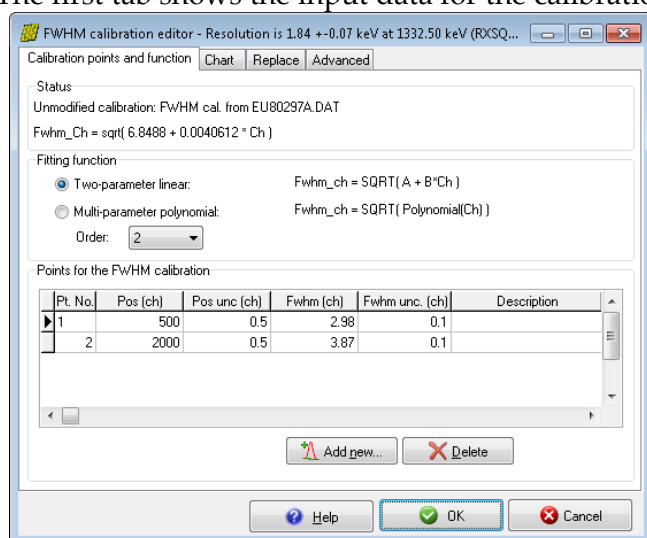 The first tab shows the input data for the calibratio
FWHM calibration editor - Resolution is 1.84 +-0.07 keV at 1332.50 keV (RXSQ...
Calibration points and function Chart Replace Advanced
Status
Unmodified calibration: FWHM cal. from EU80297A.DAT
Fwhm_Ch = sqrt( 6.8488 + 0.0040612 * Ch )
Fitting function
Two-parameter linear: Fwhm_ch = SQRT( A + B*Ch )
Multi-parameter polynomial: Fwhm_ch = SQRT( Polynomial(Ch) )
Order: 2
Points for the FWHM calibration
Pt. No. Pos (ch) Pos unc (ch) Fwhm (ch) Fwhm unc. (ch) Description
1 500 0.5 2.98 0.1
2 2000 0.5 3.87 0.1
Add new... Delete
Help OK Cancel